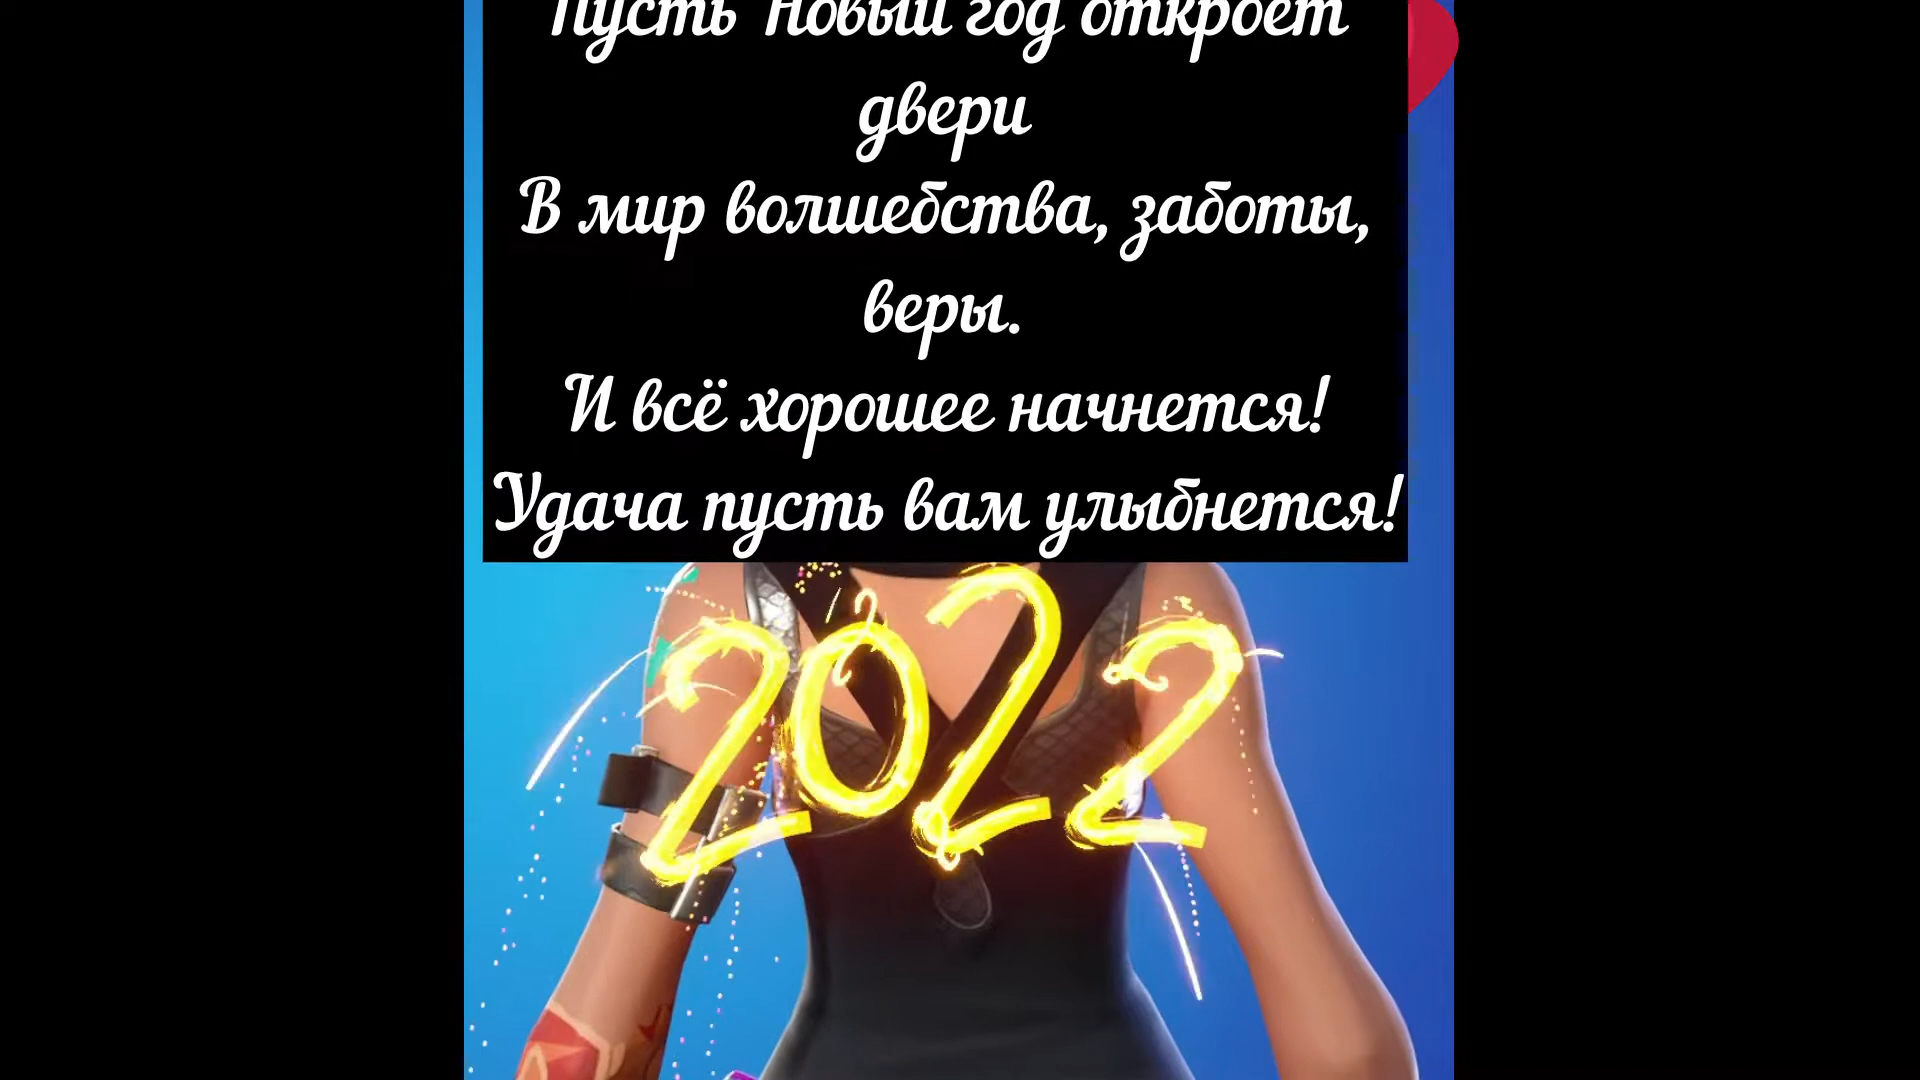 Пусть Новый год откроет
двери
В мир волшебства, заботы,
веры.
И всё хорошее начнется!
Удача пусть вам улыбнется!
2022